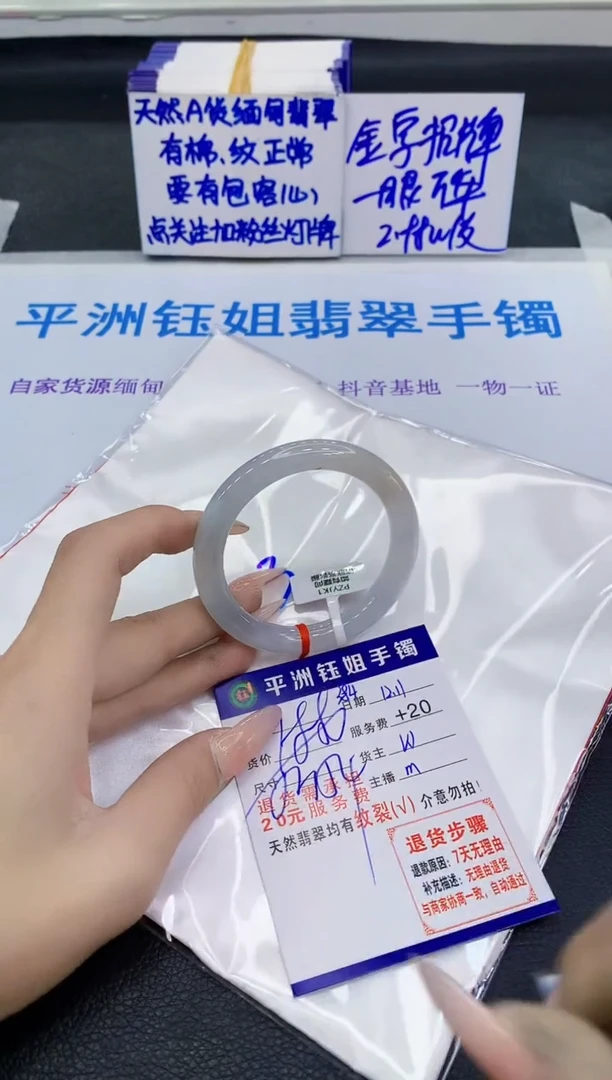 天然A货缅甸翡翠
有棉、纹正常
要有包容心
点关注加粉丝灯牌
金字招牌
平洲钰姐翡翠手镯
自家货源缅甸
抖音基地 一物一证
PZYJK1
平洲钰姐手镯
日期 12.11
货价 服务费 +20
尺寸 货主 W
主播 m
退货需承担
20元服务费
天然翡翠均有纹裂(√) 介意勿拍!
退货步骤
退款原因:7天无理由
补充描述:无理由退货
与商家协商一致,自动通过